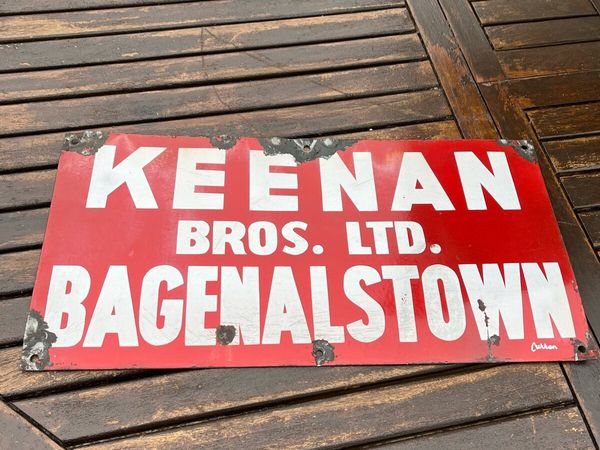 KEENAN
BROS. LTD.
BAGENALSTOWN